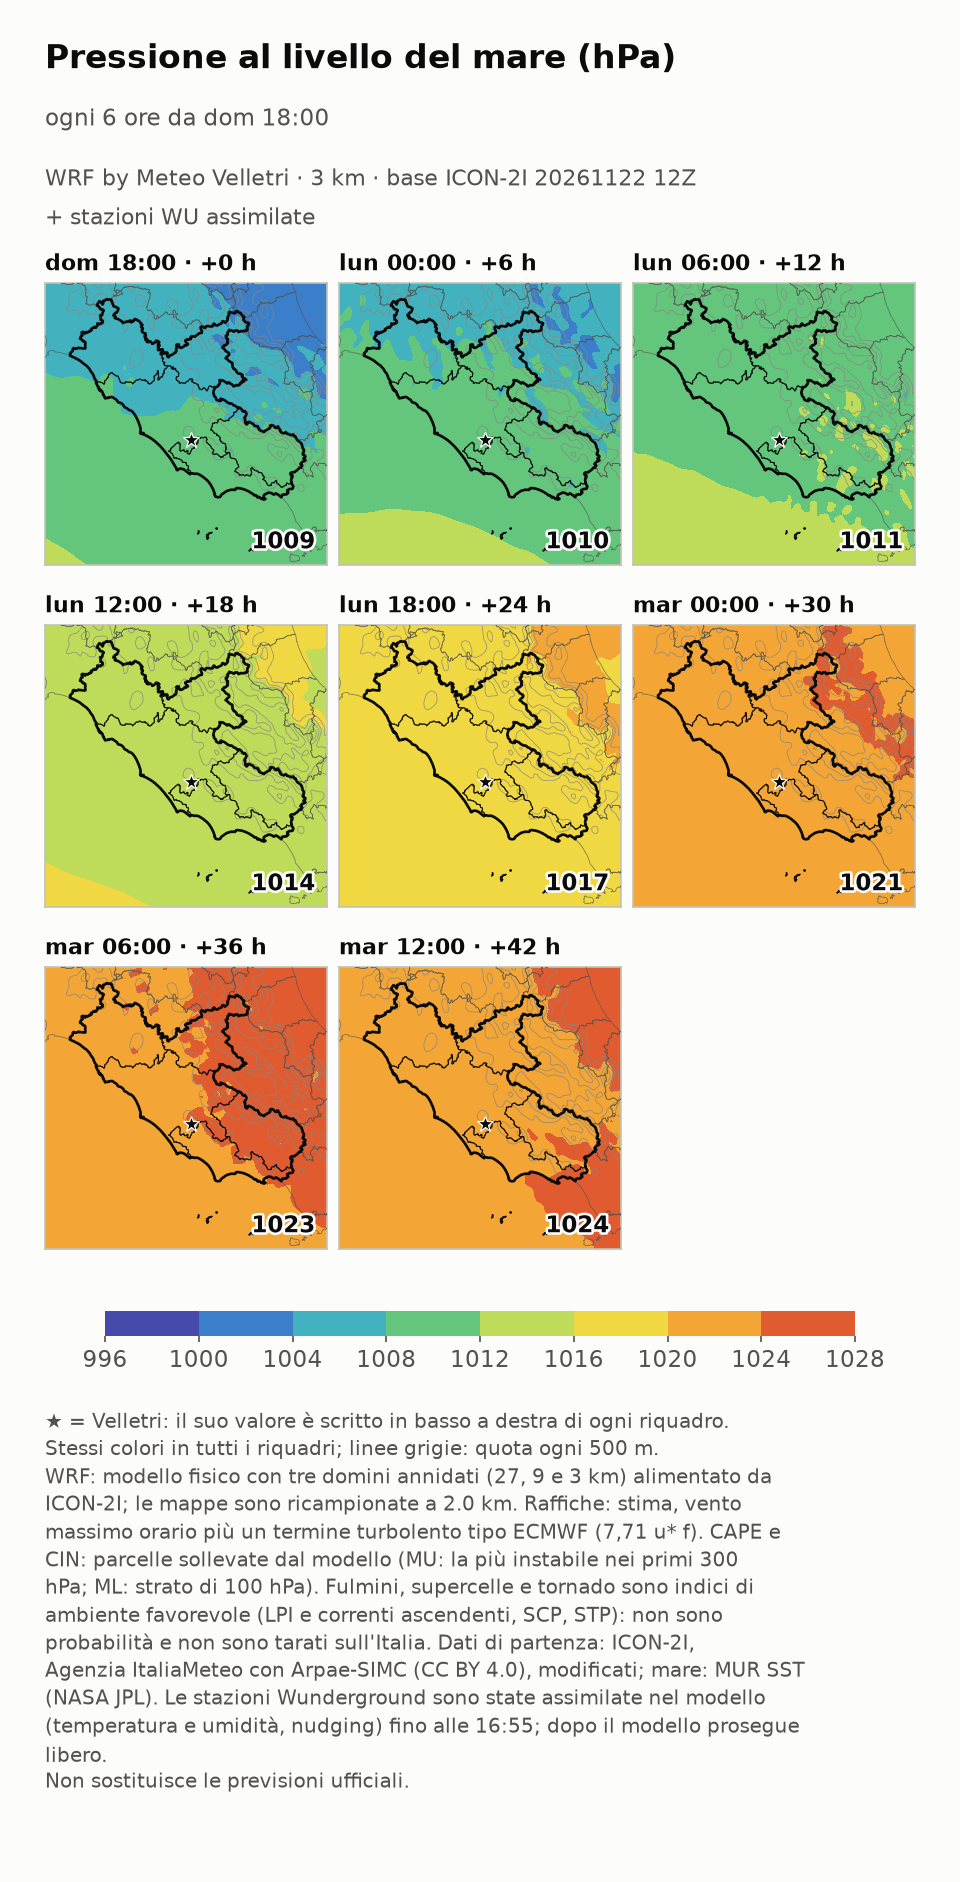 Pressione al livello del mare (hPa)
ogni 6 ore da dom 18:00
WRF by Meteo Velletri · 3 km · base ICON-2I 20261122 12Z
+ stazioni WU assimilate
dom 18:00 · +0 h
lun 00:00 · +6 h
lun 06:00 · +12 h
1009
1010
1011
lun 12:00 · +18 h
lun 18:00 · +24 h
mar 00:00 · +30 h
1014
1017
1021
mar 06:00 · +36 h
mar 12:00 · +42 h
1023
1024
996 1000 1004 1008 1012 1016 1020 1024 1028
★ = Velletri: il suo valore è scritto in basso a destra di ogni riquadro.
Stessi colori in tutti i riquadri; linee grigie: quota ogni 500 m.
WRF: modello fisico con tre domini annidati (27, 9 e 3 km) alimentato da
ICON-2I; le mappe sono ricampionate a 2.0 km. Raffiche: stima, vento
massimo orario più un termine turbolento tipo ECMWF (7,71 u* f). CAPE e
CIN: parcelle sollevate dal modello (MU: la più instabile nei primi 300
hPa; ML: strato di 100 hPa). Fulmini, supercelle e tornado sono indici di
ambiente favorevole (LPI e correnti ascendenti, SCP, STP): non sono
probabilità e non sono tarati sull'Italia. Dati di partenza: ICON-2I,
Agenzia ItaliaMeteo con Arpae-SIMC (CC BY 4.0), modificati; mare: MUR SST
(NASA JPL). Le stazioni Wunderground sono state assimilate nel modello
(temperatura e umidità, nudging) fino alle 16:55; dopo il modello prosegue
libero.
Non sostituisce le previsioni ufficiali.